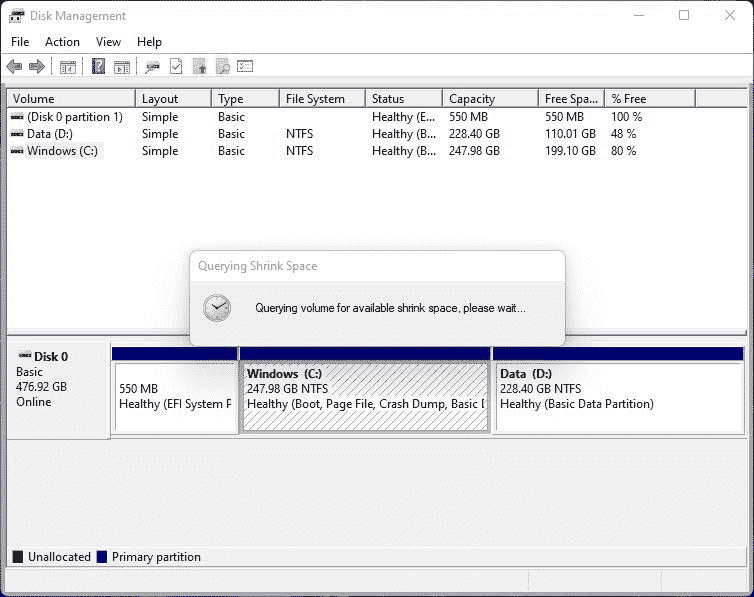 Disk Management
File Action View Help
Volume Layout Type File System Status Capacity Free Spa... % Free
(Disk 0 partition 1) Simple Basic Healthy (E... 550 MB 550 MB 100 %
Data (D:) Simple Basic NTFS Healthy (B... 228.40 GB 110.01 GB 48 %
Windows (C:) Simple Basic NTFS Healthy (B... 247.98 GB 199.10 GB 80 %
Querying Shrink Space
Querying volume for available shrink space, please wait...
Disk 0
Basic
476.92 GB
Online
550 MB
Healthy (EFI System P
Windows (C:)
247.98 GB NTFS
Healthy (Boot, Page File, Crash Dump, Basic D
Data (D:)
228.40 GB NTFS
Healthy (Basic Data Partition)
Unallocated Primary partition